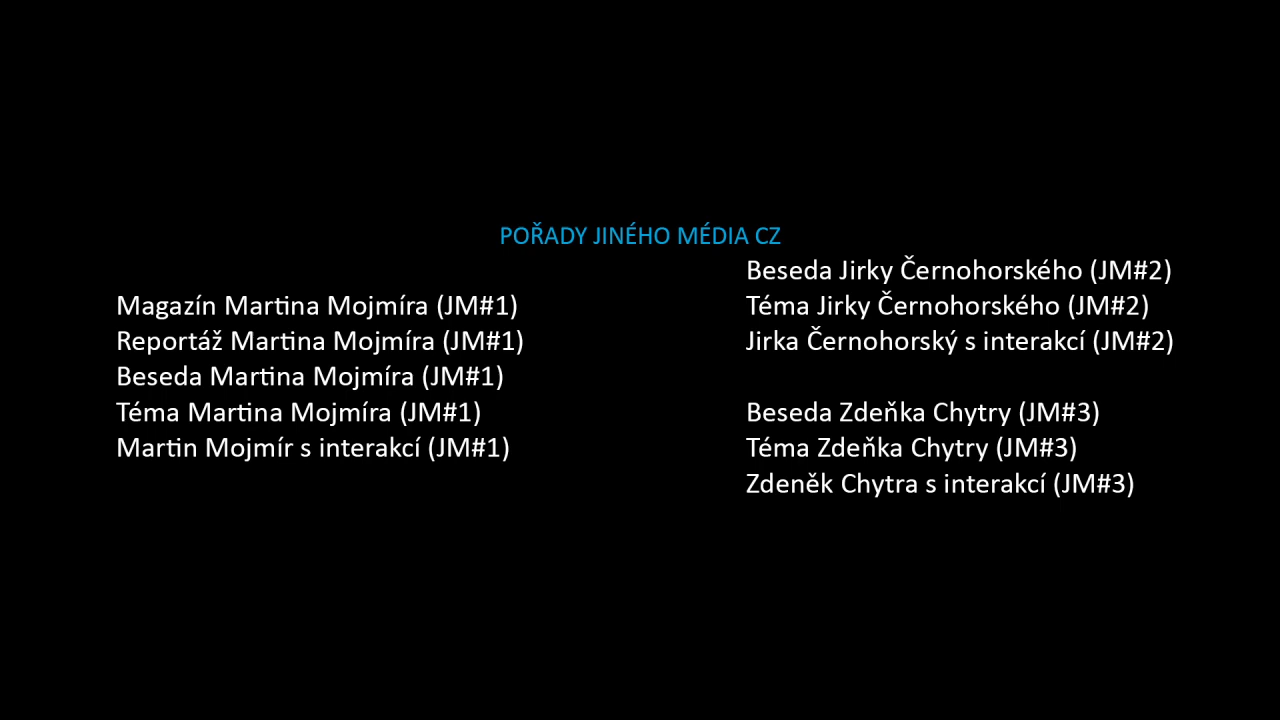 POŘADY JINÉHO MÉDIA CZ
Magazín Martina Mojmíra (JM#1)
Reportáž Martina Mojmíra (JM#1)
Beseda Martina Mojmíra (JM#1)
Téma Martina Mojmíra (JM#1)
Martin Mojmír s interakcí (JM#1)
Beseda Jirky Černohorského (JM#2)
Téma Jirky Černohorského (JM#2)
Jirka Černohorský s interakcí (JM#2)
Beseda Zdeňka Chytry (JM#3)
Téma Zdeňka Chytry (JM#3)
Zdeněk Chytra s interakcí (JM#3)